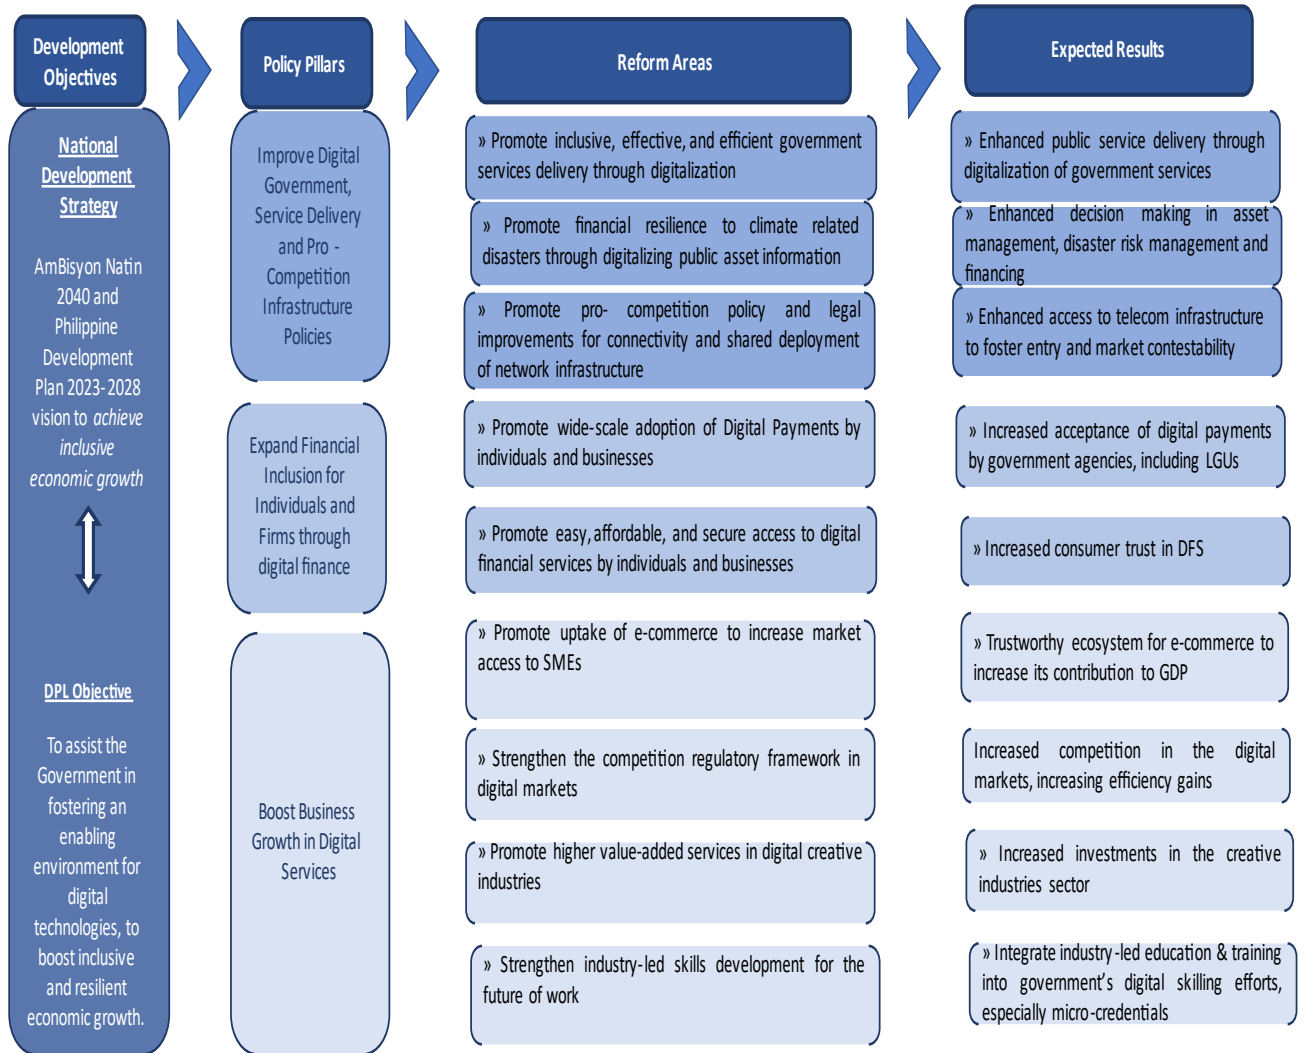 Development
Objectives
Policy Pillars
Reform Areas
Expected Results
National
Development
Strategy
AmBisyon Natin
2040 and
Philippine
Development
Plan 2023-2028
vision to achieve
inclusive
economic growth
DPL Objective
To assist the
Government in
fostering an
enabling
environment for
digital
technologies, to
boost inclusive
and resilient
economic growth.
Improve Digital
Government,
Service Delivery
and Pro -
Competition
Infrastructure
Policies
Expand Financial
Inclusion for
Individuals and
Firms through
digital finance
Boost Business
Growth in Digital
Services
» Promote inclusive, effective, and efficient government
services delivery through digitalization
» Promote financial resilience to climate related
disasters through digitalizing public asset information
» Promote pro- competition policy and legal
improvements for connectivity and shared deployment
of network infrastructure
» Promote wide-scale adoption of Digital Payments by
individuals and businesses
» Promote easy, affordable, and secure access to digital
financial services by individuals and businesses
» Promote uptake of e-commerce to increase market
access to SMEs
» Strengthen the competition regulatory framework in
digital markets
» Promote higher value-added services in digital creative
industries
» Strengthen industry-led skills development for the
future of work
» Enhanced public service delivery through
digitalization of government services
» Enhanced decision making in asset
management, disaster risk management and
financing
» Enhanced access to telecom infrastructure
to foster entry and market contestability
» Increased acceptance of digital payments
by government agencies, including LGUs
» Increased consumer trust in DFS
» Trustworthy ecosystem for e-commerce to
increase its contribution to GDP
Increased competition in the digital
markets, increasing efficiency gains
» Increased investments in the creative
industries sector
» Integrate industry-led education & training
into government's digital skilling efforts,
especially micro-credentials